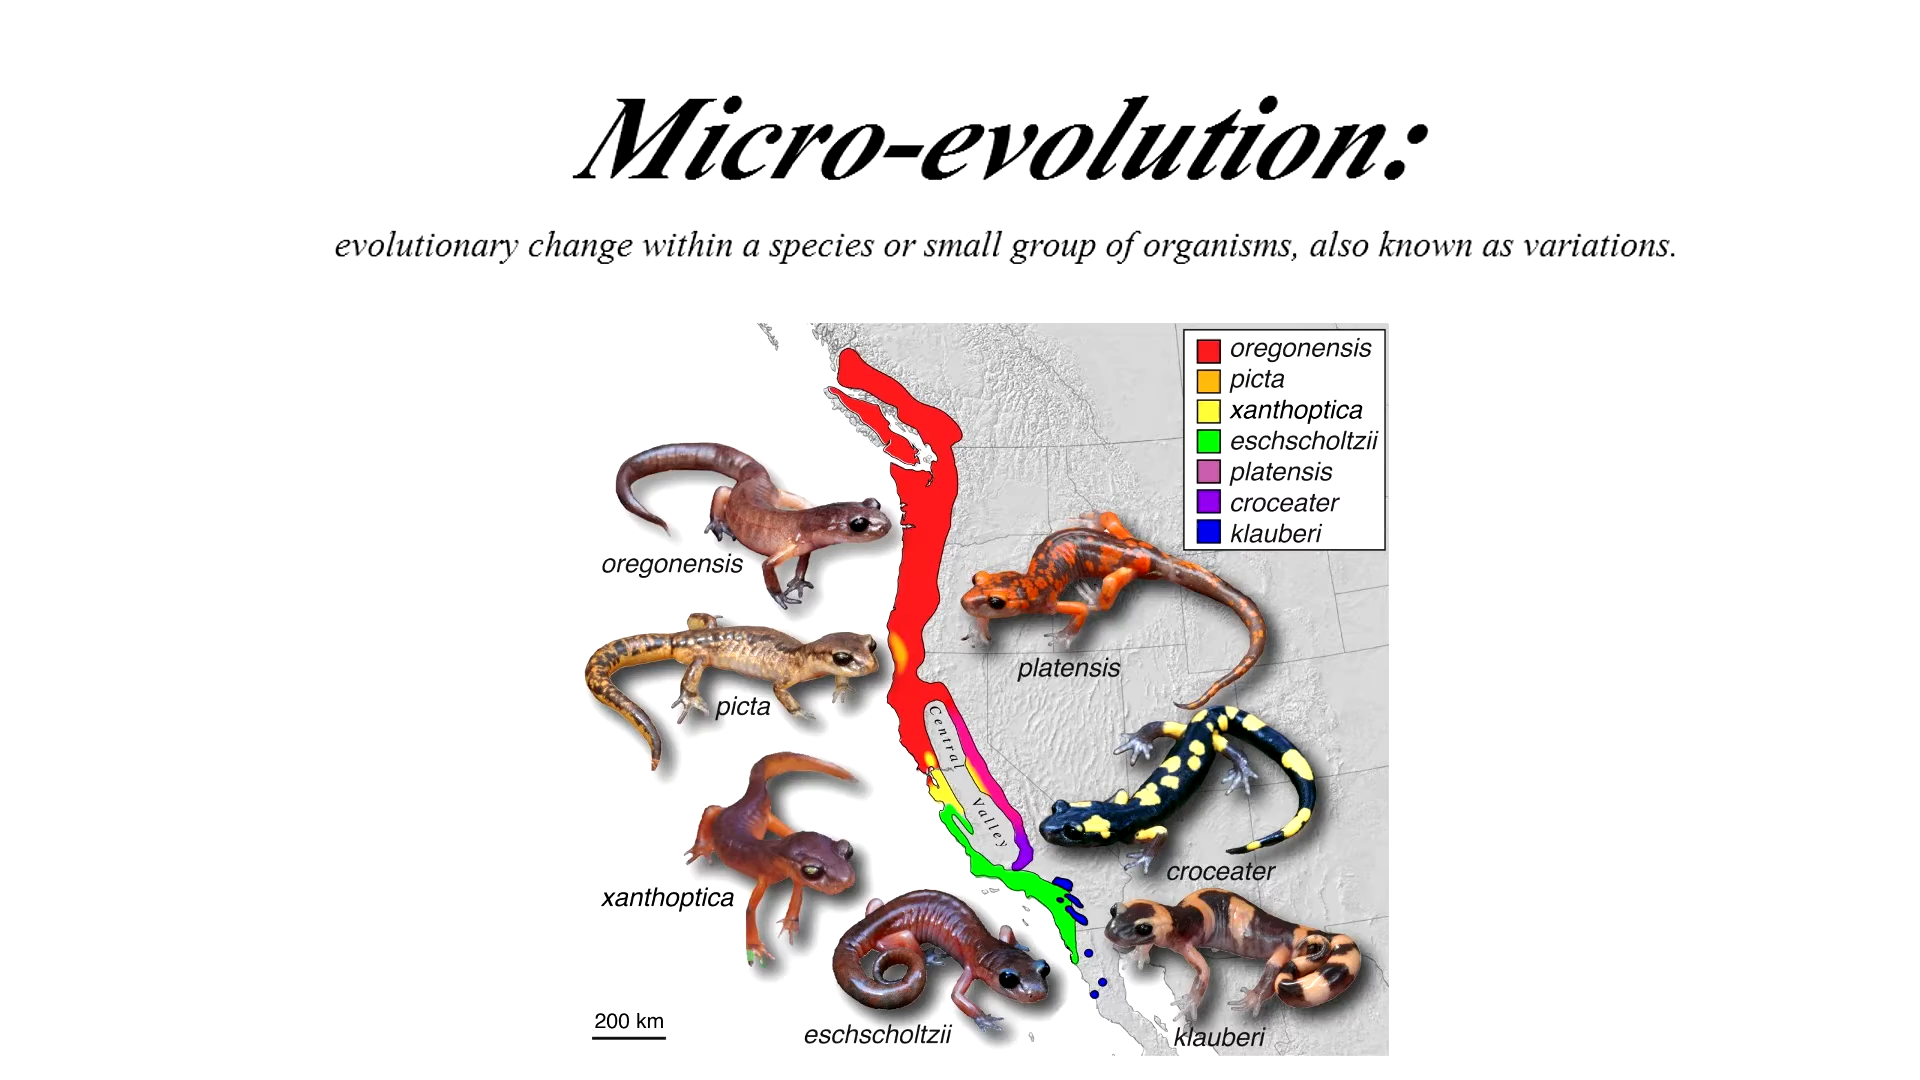 Micro-evolution:
evolutionary change within a species or small group of organisms, also known as variations.
oregonensis
picta
xanthoptica
eschscholtzii
platensis
croceater
klauberi
oregonensis
platensis
picta
Central
Valley
croceater
xanthoptica
200 km
eschscholtzii
klauberi